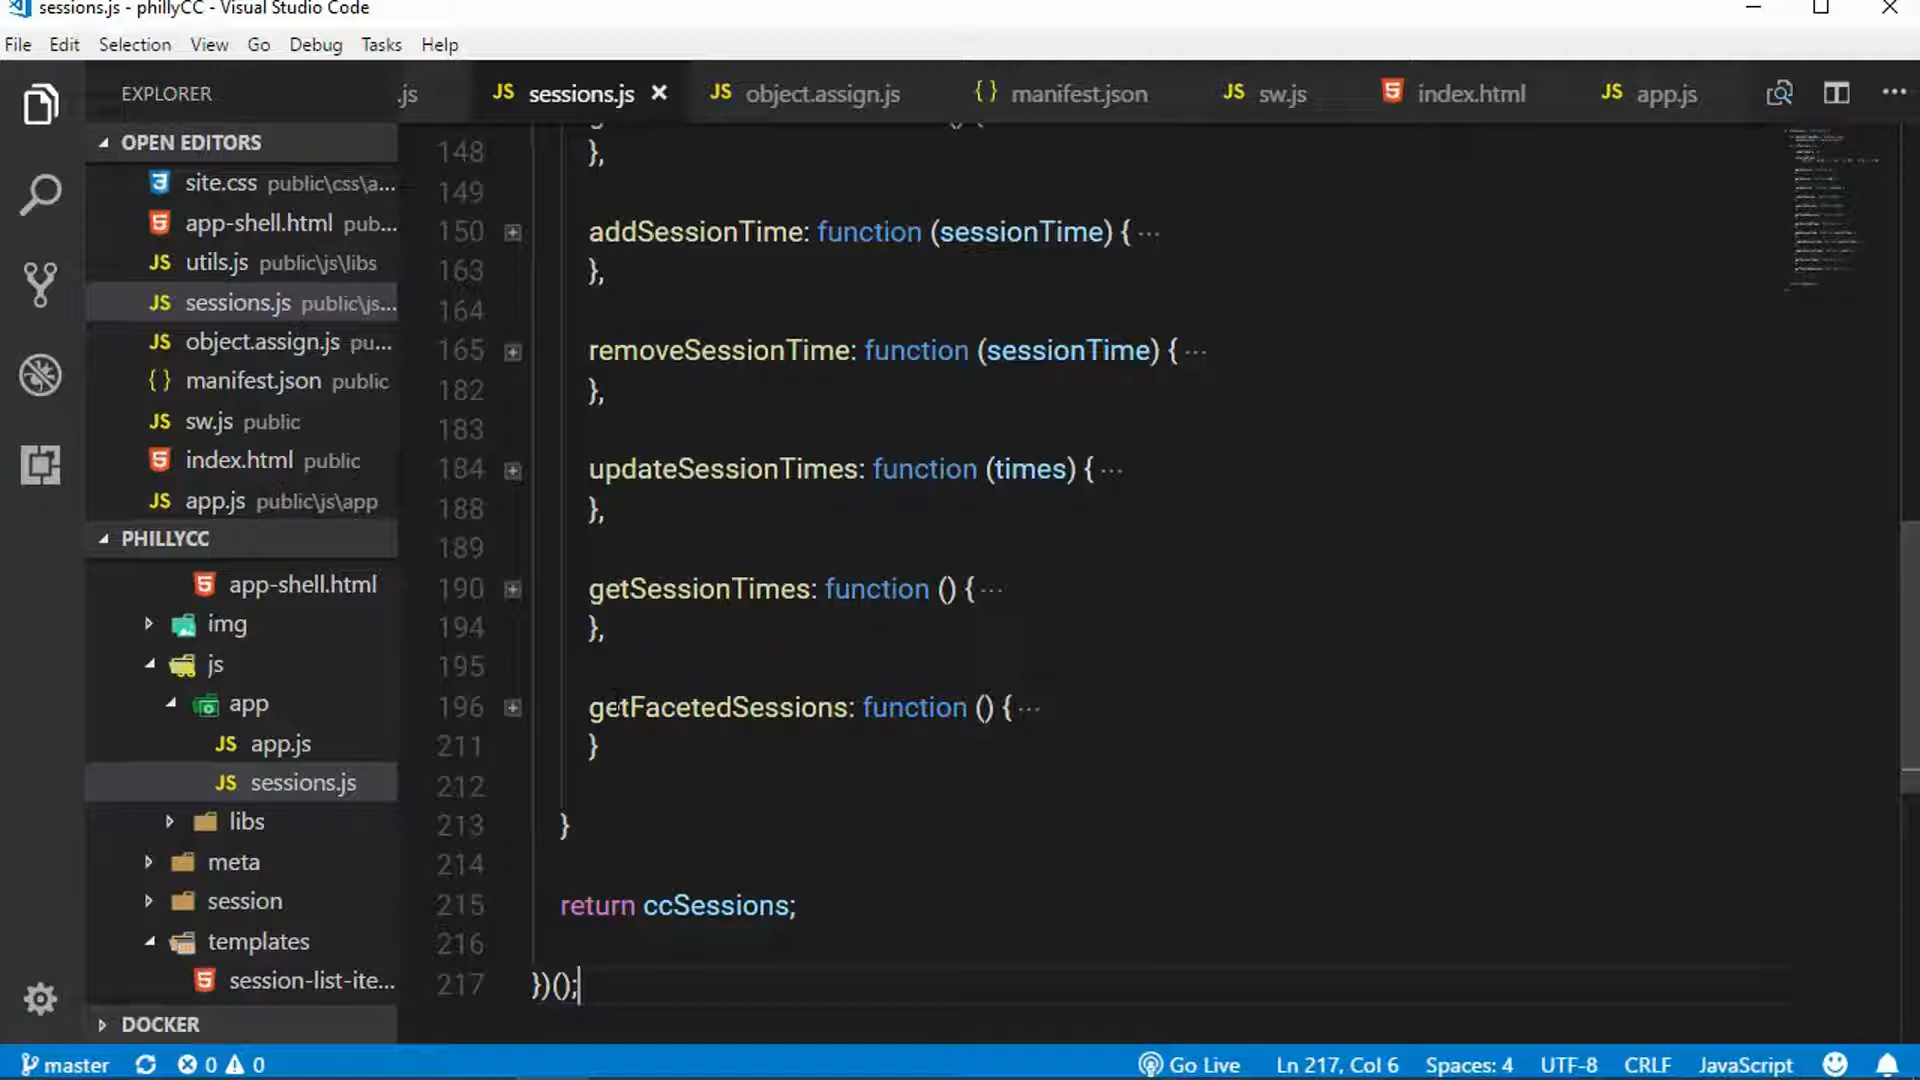 sessions.js - phillyCC - Visual Studio Code
File Edit Selection View Go Debug Tasks Help
EXPLORER
.js
JS sessions.js
JS object.assign.js
{ } manifest.json
JS sw.js
index.html
JS app.js
OPEN EDITORS
site.css public\css\a...
app-shell.html pub...
JS utils.js public\js\libs
JS sessions.js public\js...
JS object.assign.js pu...
{ } manifest.json public
JS sw.js public
index.html public
JS app.js public\js\app
PHILLYCC
app-shell.html
img
js
app
JS app.js
JS sessions.js
libs
meta
session
templates
session-list-ite...
DOCKER
148 },
149
150 addSessionTime: function (sessionTime) { ...
163 },
164
165 removeSessionTime: function (sessionTime) { ...
182 },
183
184 updateSessionTimes: function (times) { ...
188 },
189
190 getSessionTimes: function () { ...
194 },
195
196 getFacetedSessions: function () { ...
211 }
212
213 }
214
215 return ccSessions;
216
217 })();
master 0 0 Go Live Ln 217, Col 6 Spaces: 4 UTF-8 CRLF JavaScript